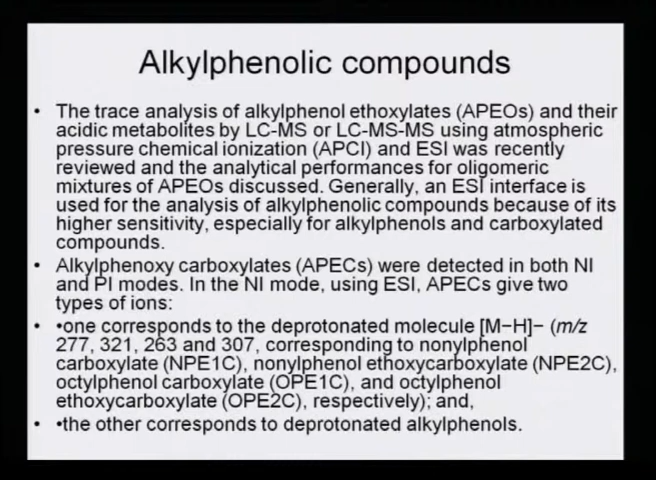 Alkylphenolic compounds
• The trace analysis of alkylphenol ethoxylates (APEOs) and their
acidic metabolites by LC-MS or LC-MS-MS using atmospheric
pressure chemical ionization (APCI) and ESI was recently
reviewed and the analytical performances for oligomeric
mixtures of APEOs discussed. Generally, an ESI interface is
used for the analysis of alkylphenolic compounds because of its
higher sensitivity, especially for alkylphenols and carboxylated
compounds.
• Alkylphenoxy carboxylates (APECs) were detected in both NI
and PI modes. In the NI mode, using ESI, APECs give two
types of ions:
• •one corresponds to the deprotonated molecule [M−H]− (m/z
277, 321, 263 and 307, corresponding to nonylphenol
carboxylate (NPE1C), nonylphenol ethoxycarboxylate (NPE2C),
octylphenol carboxylate (OPE1C), and octylphenol
ethoxycarboxylate (OPE2C), respectively); and,
• •the other corresponds to deprotonated alkylphenols.